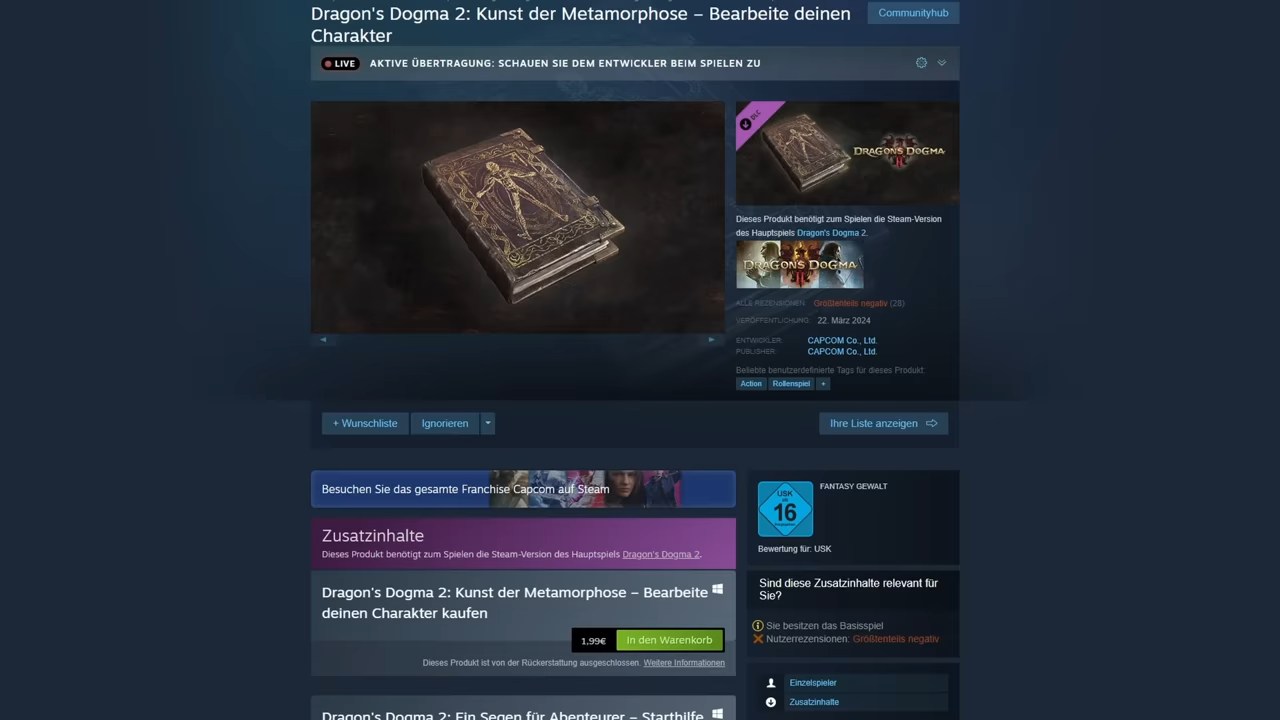 Dragon's Dogma 2: Kunst der Metamorphose – Bearbeite deinen
Charakter
Communityhub
LIVE
AKTIVE ÜBERTRAGUNG: SCHAUEN SIE DEM ENTWICKLER BEIM SPIELEN ZU
DLC
DRAGON'S DOGMA
II
Dieses Produkt benötigt zum Spielen die Steam-Version
des Hauptspiels Dragon's Dogma 2.
DRAGON'S DOGMA
II
ALLE REZENSIONEN: Größtenteils negativ (28)
VERÖFFENTLICHUNG: 22. März 2024
ENTWICKLER: CAPCOM Co., Ltd.
PUBLISHER: CAPCOM Co., Ltd.
Beliebte benutzerdefinierte Tags für dieses Produkt:
Action Rollenspiel +
+ Wunschliste
Ignorieren
Ihre Liste anzeigen
Besuchen Sie das gesamte Franchise Capcom auf Steam
Zusatzinhalte
Dieses Produkt benötigt zum Spielen die Steam-Version des Hauptspiels Dragon's Dogma 2.
Dragon's Dogma 2: Kunst der Metamorphose – Bearbeite
deinen Charakter kaufen
1,99€ In den Warenkorb
Dieses Produkt ist von der Rückerstattung ausgeschlossen. Weitere Informationen
Dragon's Dogma 2: Ein Segen für Abenteurer – Starthilfe
USK
ab
16
FANTASY GEWALT
Bewertung für: USK
Sind diese Zusatzinhalte relevant für
Sie?
Sie besitzen das Basisspiel
Nutzerrezensionen: Größtenteils negativ
Einzelspieler
Zusatzinhalte